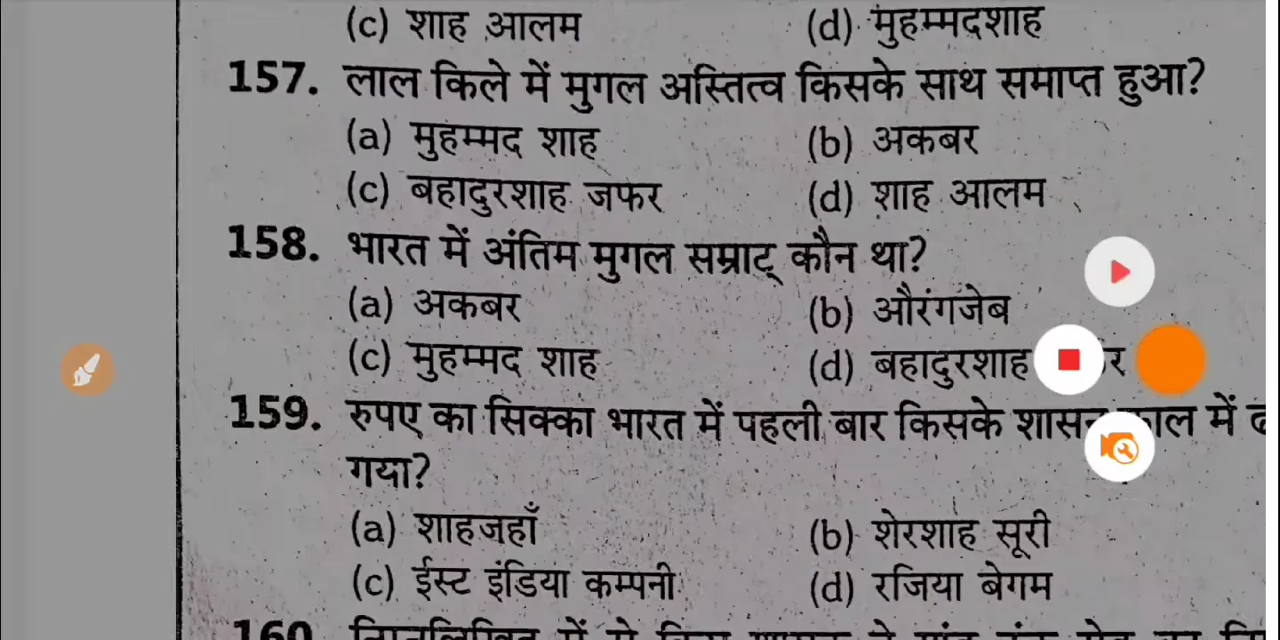 (c) शाह आलम (d) मुहम्मदशाह
157. लाल किले में मुगल अस्तित्व किसके साथ समाप्त हुआ?
(a) मुहम्मद शाह (b) अकबर
(c) बहादुरशाह जफर (d) शाह आलम
158. भारत में अंतिम मुगल सम्राट् कौन था?
(a) अकबर (b) औरंगजेब
(c) मुहम्मद शाह (d) बहादुरशाह
159. रुपए का सिक्का भारत में पहली बार किसके शासन काल में
गया?
(a) शाहजहाँ (b) शेरशाह सूरी
(c) ईस्ट इंडिया कम्पनी (d) रजिया बेगम
160.